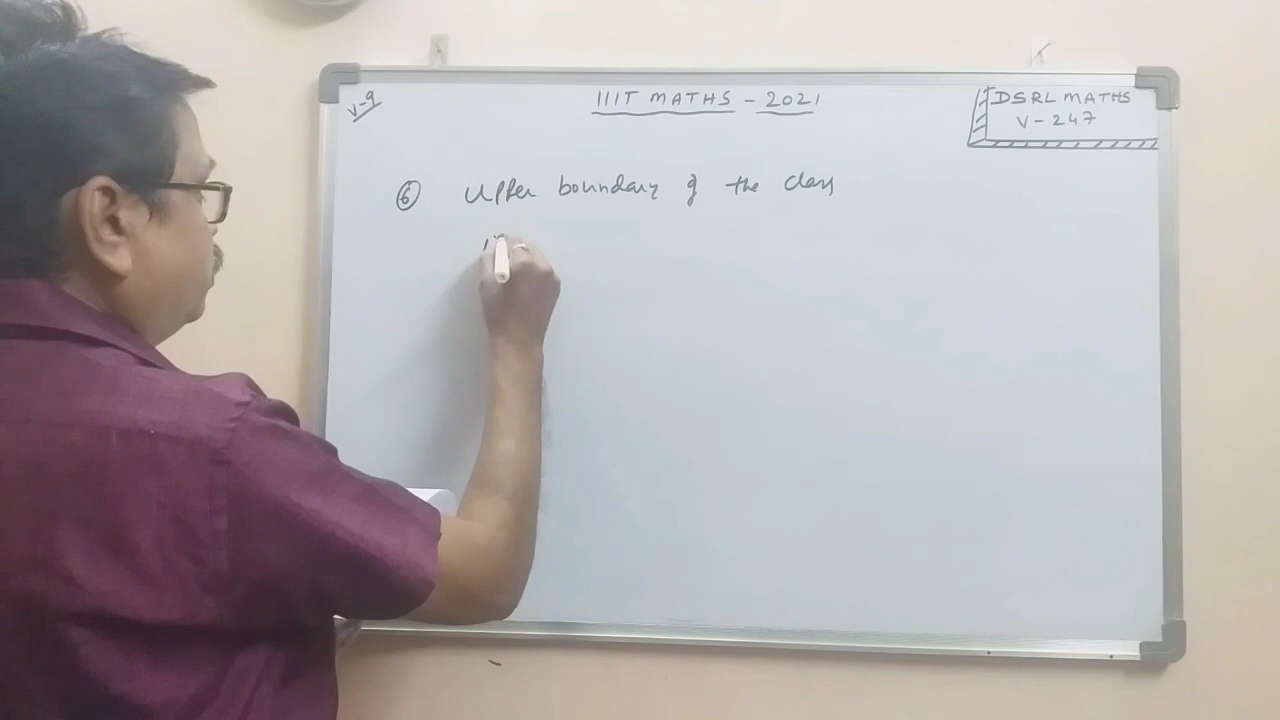 V-9
IIIT MATHS - 2021
DSRL MATHS
V - 247
⑥ Upper boundary of the class